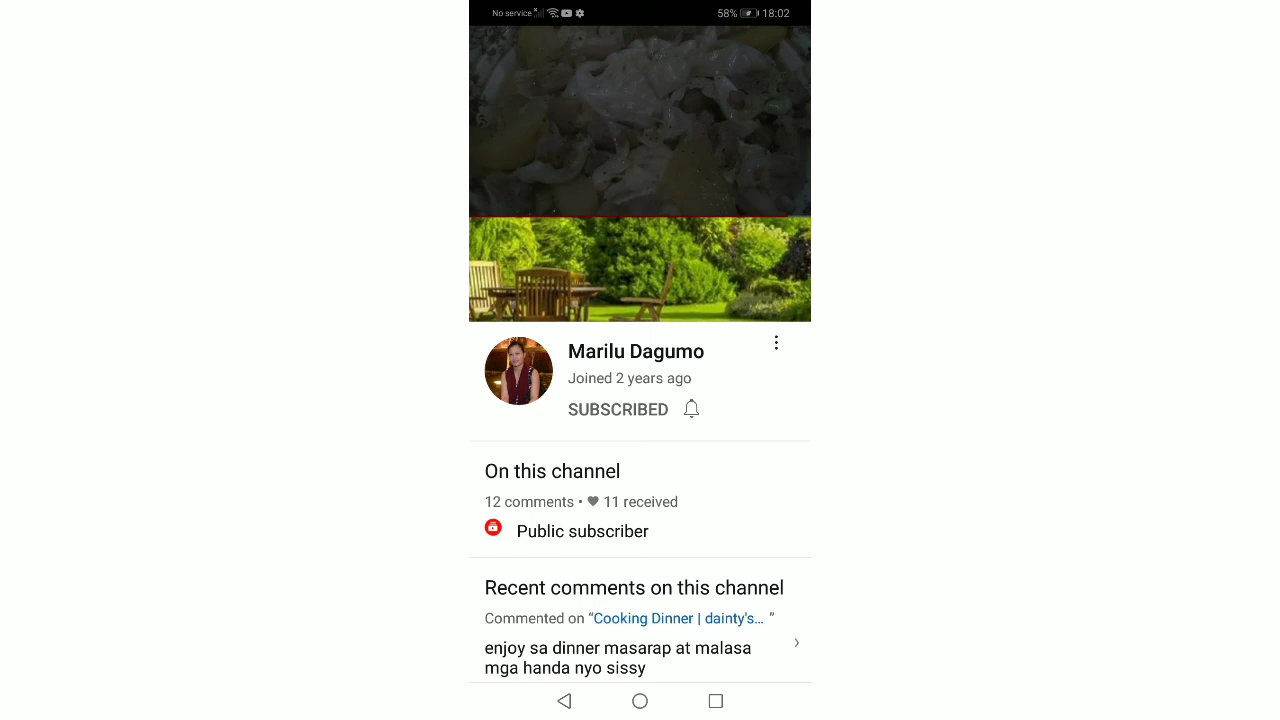 No service 58% 18:02
Marilu Dagumo
Joined 2 years ago
SUBSCRIBED
On this channel
12 comments • ♥ 11 received
Public subscriber
Recent comments on this channel
Commented on “Cooking Dinner | dainty's... ”
enjoy sa dinner masarap at malasa
mga handa nyo sissy